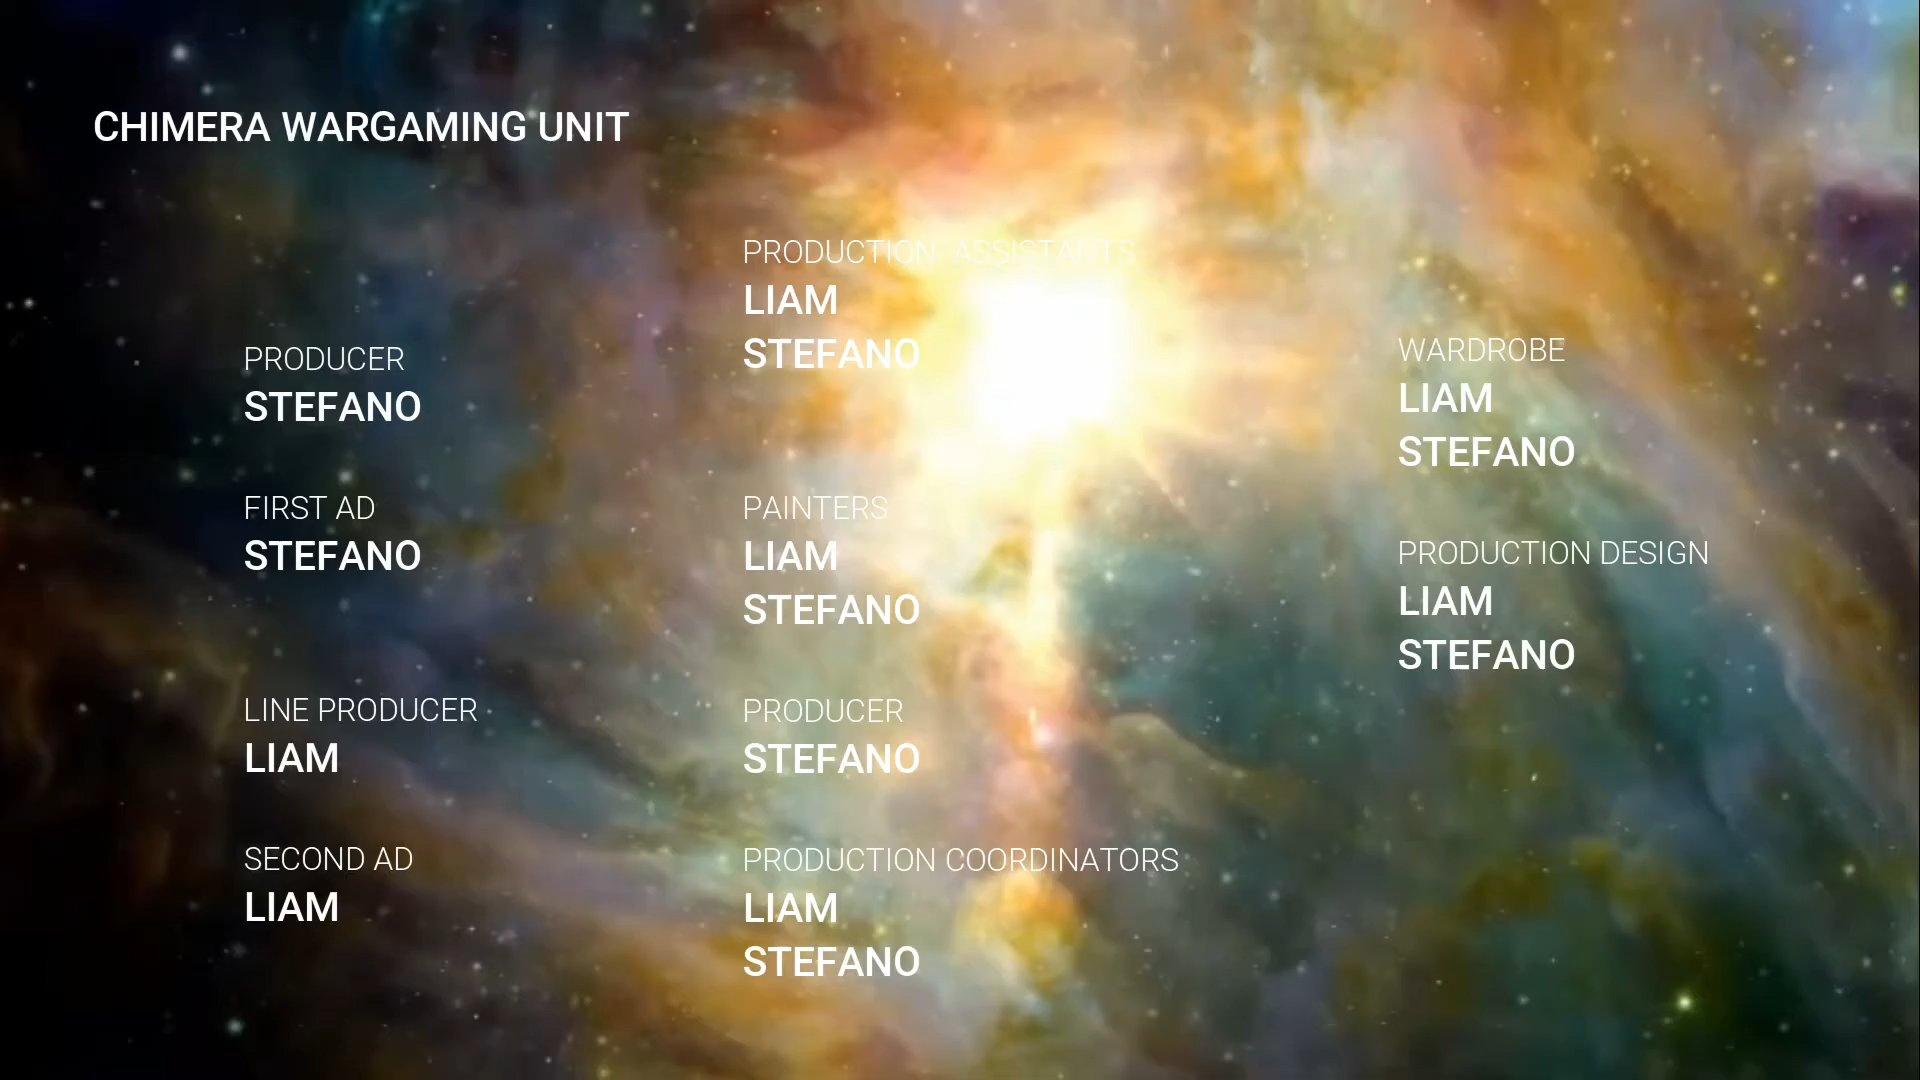 CHIMERA WARGAMING UNIT
PRODUCER
STEFANO
FIRST AD
STEFANO
LINE PRODUCER
LIAM
SECOND AD
LIAM
PRODUCTION ASSISTANTS
LIAM
STEFANO
PAINTERS
LIAM
STEFANO
PRODUCER
STEFANO
PRODUCTION COORDINATORS
LIAM
STEFANO
WARDROBE
LIAM
STEFANO
PRODUCTION DESIGN
LIAM
STEFANO